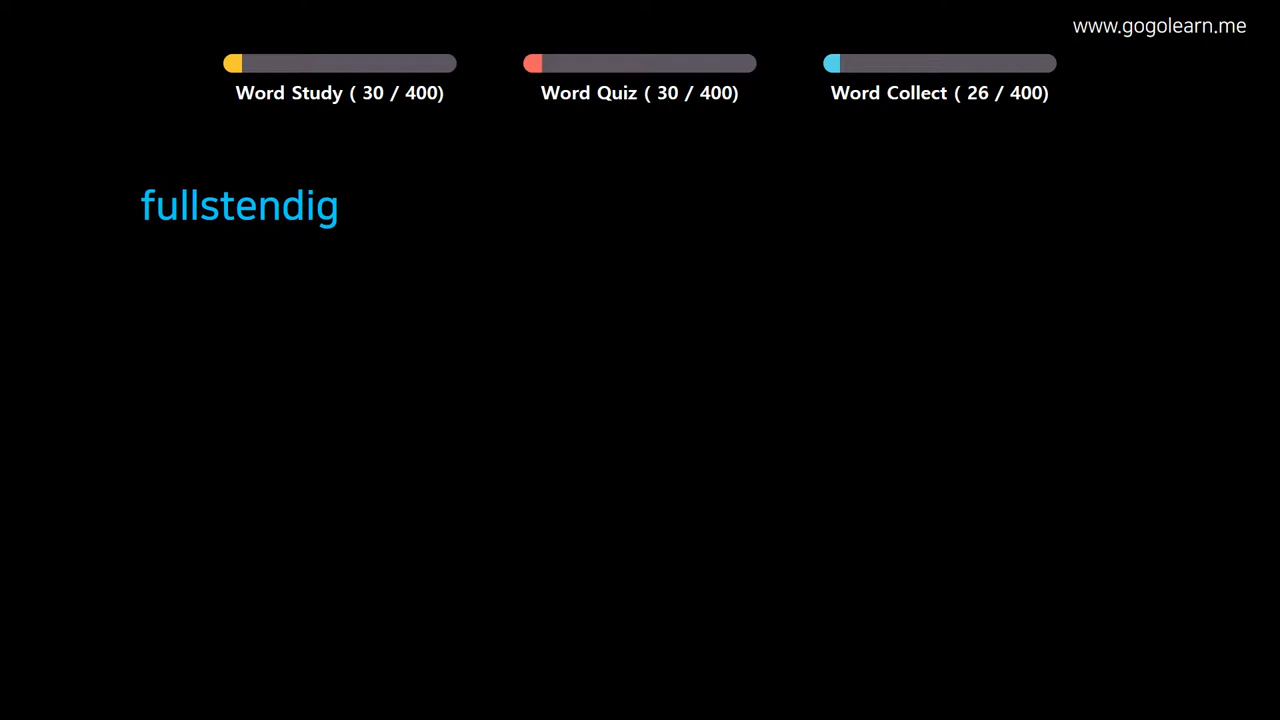 www.gogolearn.me
Word Study ( 30 / 400)
Word Quiz ( 30 / 400)
Word Collect ( 26 / 400)
fullstendig